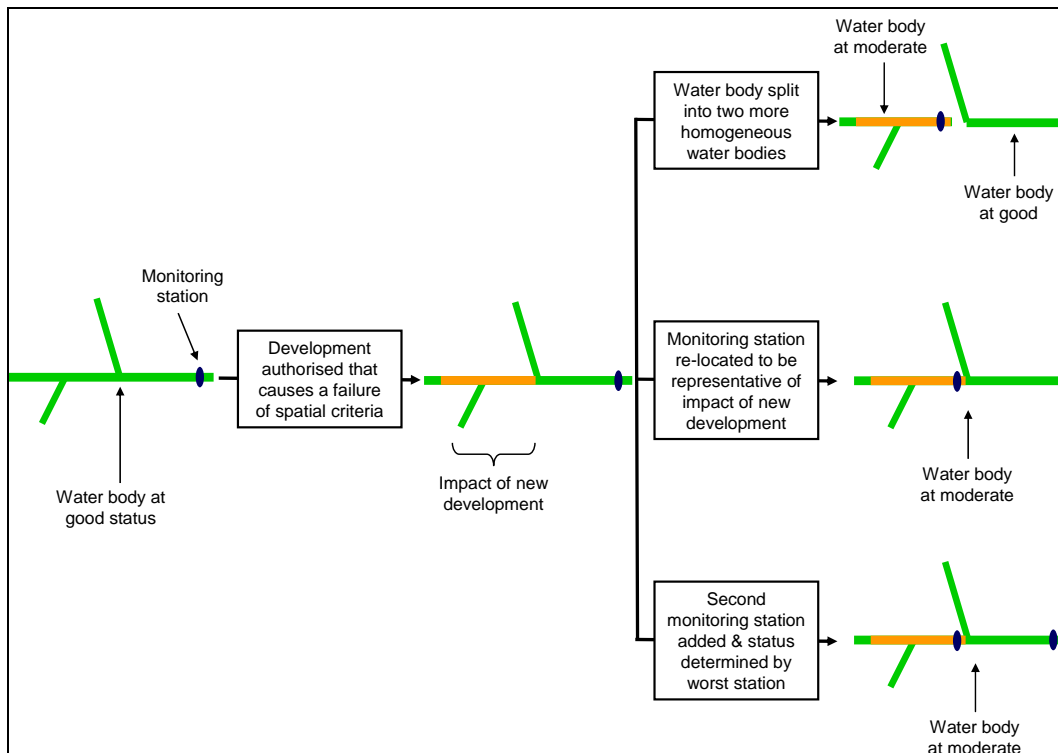 Monitoring
station
Water body at
good status
Development
authorised that
causes a failure
of spatial criteria
Impact of new
development
Water body split
into two more
homogeneous
water bodies
Water body
at moderate
Water body
at good
Monitoring station
re-located to be
representative of
impact of new
development
Water body
at moderate
Second
monitoring station
added & status
determined by
worst station
Water body
at moderate